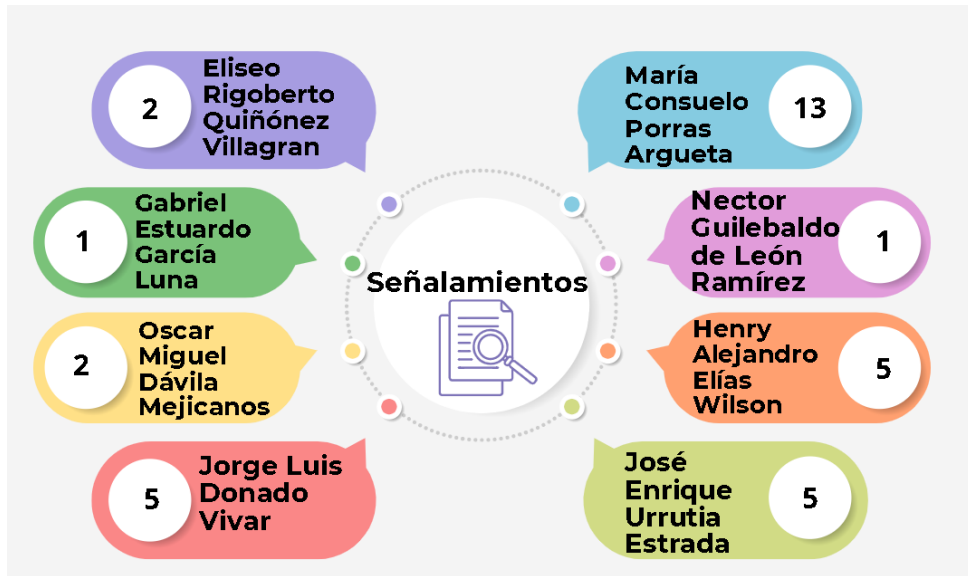 2
Eliseo
Rigoberto
Quiñónez
Villagran
María
Consuelo
Porras
Argueta
13
Gabriel
Estuardo
García
Luna
1
Nector
Guilebaldo
de León
Ramírez
1
Señalamientos
Oscar
Miguel
Dávila
Mejicanos
2
Henry
Alejandro
Elías
Wilson
5
Jorge Luis
Donado
Vivar
5
José
Enrique
Urrutia
Estrada
5